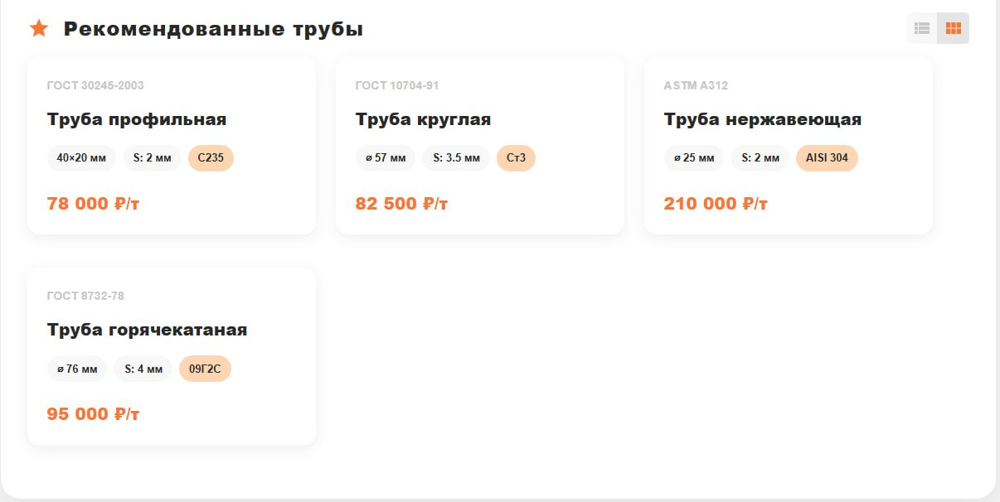 Рекомендованные трубы
ГОСТ 30245-2003
Труба профильная
40×20 мм S: 2 мм С235
78 000 ₽/т
ГОСТ 10704-91
Труба круглая
⌀ 57 мм S: 3.5 мм Ст3
82 500 ₽/т
ASTM A312
Труба нержавеющая
⌀ 25 мм S: 2 мм AISI 304
210 000 ₽/т
ГОСТ 8732-78
Труба горячекатаная
⌀ 76 мм S: 4 мм 09Г2С
95 000 ₽/т